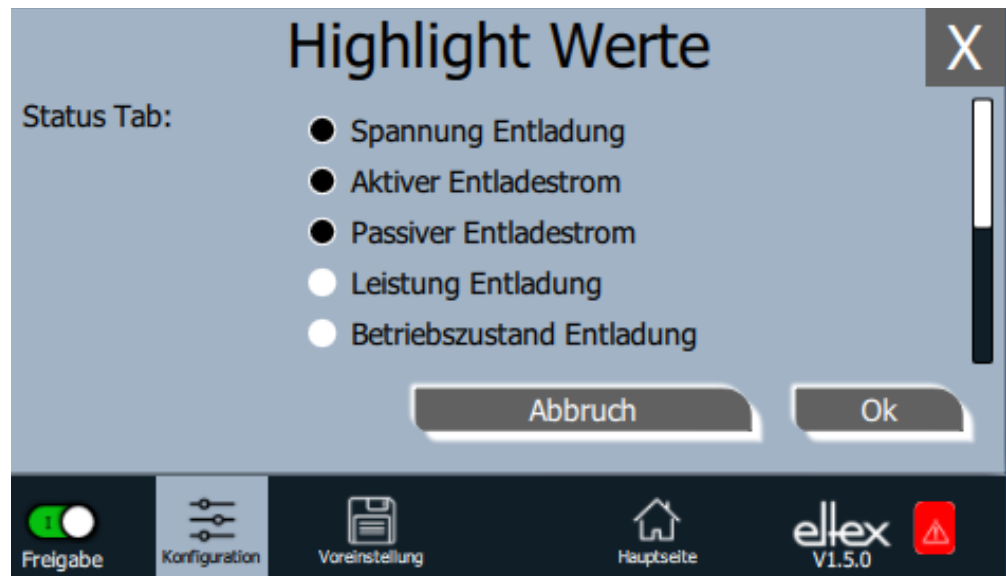 Highlight Werte
X
Status Tab:
Spannung Entladung
Aktiver Entladestrom
Passiver Entladestrom
Leistung Entladung
Betriebszustand Entladung
Abbruch
Ok
I
Freigabe
Konfiguration
Voreinstellung
Hauptseite
eltex
V1.5.0